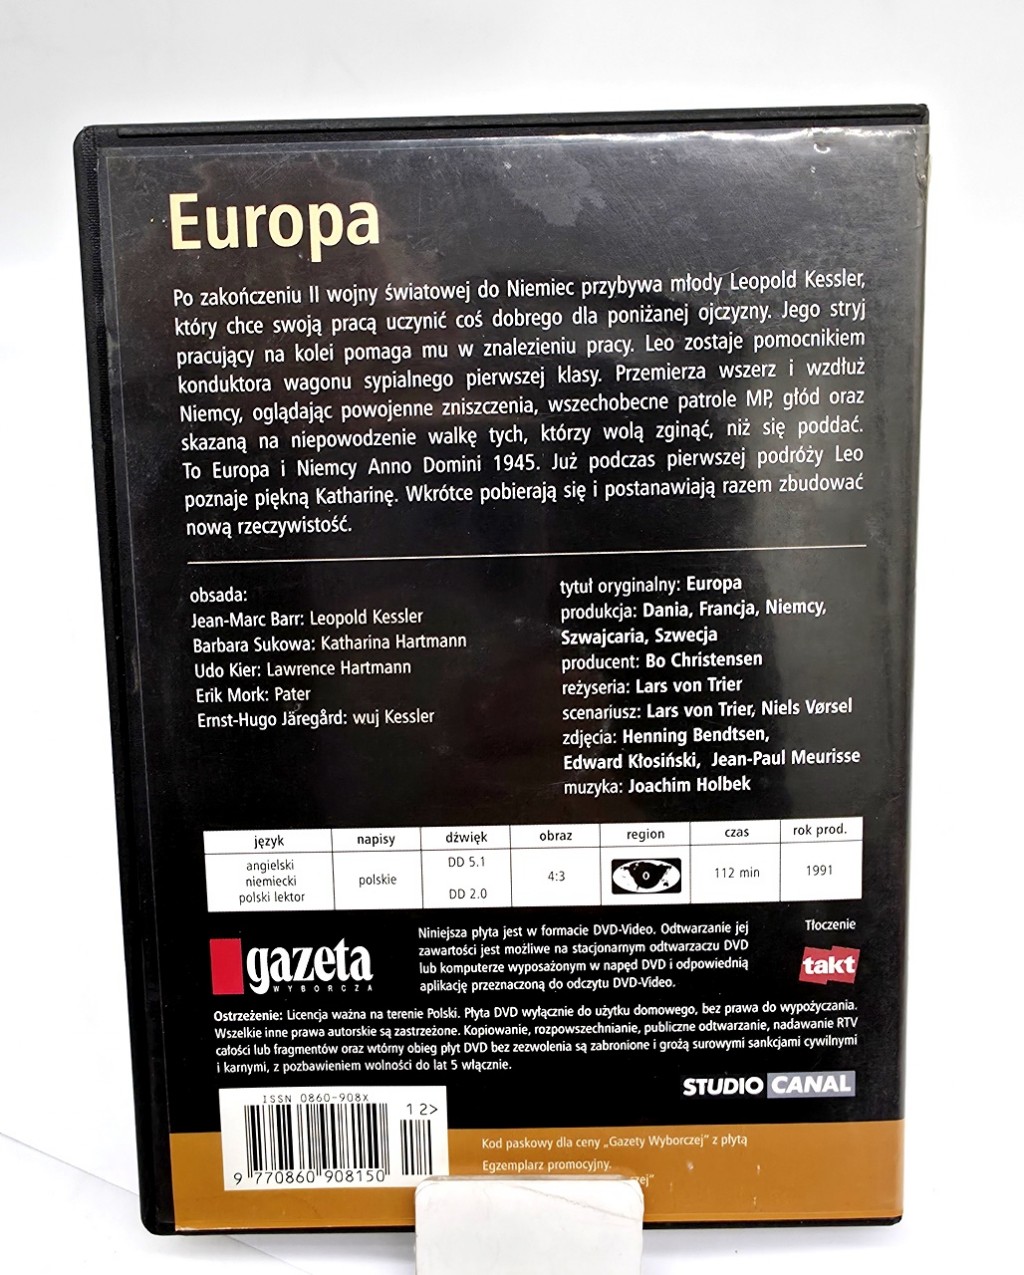 Europa
Po zakończeniu II wojny światowej do Niemiec przybywa młody Leopold Kessler,
który chce swoją pracą uczynić coś dobrego dla poniżanej ojczyzny. Jego stryj
pracujący na kolei pomaga mu w znalezieniu pracy. Leo zostaje pomocnikiem
konduktora wagonu sypialnego pierwszej klasy. Przemierza wszerz i wzdłuż
Niemcy, oglądając powojenne zniszczenia, wszechobecne patrole MP, głód oraz
skazaną na niepowodzenie walkę tych, którzy wolą zginąć, niż się poddać.
To Europa i Niemcy Anno Domini 1945. Już podczas pierwszej podróży Leo
poznaje piękną Katharinę. Wkrótce pobierają się i postanawiają razem zbudować
nową rzeczywistość.
obsada:
Jean-Marc Barr: Leopold Kessler
Barbara Sukowa: Katharina Hartmann
Udo Kier: Lawrence Hartmann
Erik Mork: Pater
Ernst-Hugo Järegård: wuj Kessler
tytuł oryginalny: Europa
produkcja: Dania, Francja, Niemcy,
Szwajcaria, Szwecja
producent: Bo Christensen
reżyseria: Lars von Trier
scenariusz: Lars von Trier, Niels Vørsel
zdjęcia: Henning Bendtsen,
Edward Kłosiński, Jean-Paul Meurisse
muzyka: Joachim Holbek
język napisy dźwięk obraz region czas rok prod.
angielski
niemiecki
polski lektor
polskie
DD 5.1
DD 2.0
4:3
0
112 min
1991
gazeta
WYBORCZA
Niniejsza płyta jest w formacie DVD-Video. Odtwarzanie jej
zawartości jest możliwe na stacjonarnym odtwarzaczu DVD
lub komputerze wyposażonym w napęd DVD i odpowiednią
aplikację przeznaczoną do odczytu DVD-Video.
Tłoczenie
takt
Ostrzeżenie: Licencja ważna na terenie Polski. Płyta DVD wyłącznie do użytku domowego, bez prawa do wypożyczania.
Wszelkie inne prawa autorskie są zastrzeżone. Kopiowanie, rozpowszechnianie, publiczne odtwarzanie, nadawanie RTV
całości lub fragmentów oraz wtórny obieg płyt DVD bez zezwolenia są zabronione i grożą surowymi sankcjami cywilnymi
i karnymi, z pozbawieniem wolności do lat 5 włącznie.
STUDIO CANAL
ISSN 0860-908X
1 2>
9 770860 908150
Kod paskowy dla ceny „Gazety Wyborczej” z płytą
Egzemplarz promocyjny.